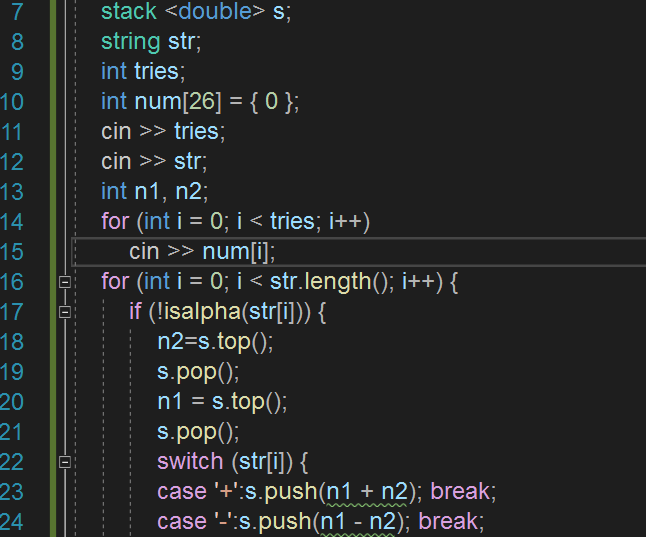 7 stack <double> s;
8 string str;
9 int tries;
10 int num[26] = { 0 };
11 cin >> tries;
12 cin >> str;
13 int n1, n2;
14 for (int i = 0; i < tries; i++)
15 cin >> num[i];
16 for (int i = 0; i < str.length(); i++) {
17 if (!isalpha(str[i])) {
18 n2=s.top();
19 s.pop();
20 n1 = s.top();
21 s.pop();
22 switch (str[i]) {
23 case '+':s.push(n1 + n2); break;
24 case '-':s.push(n1 - n2); break;